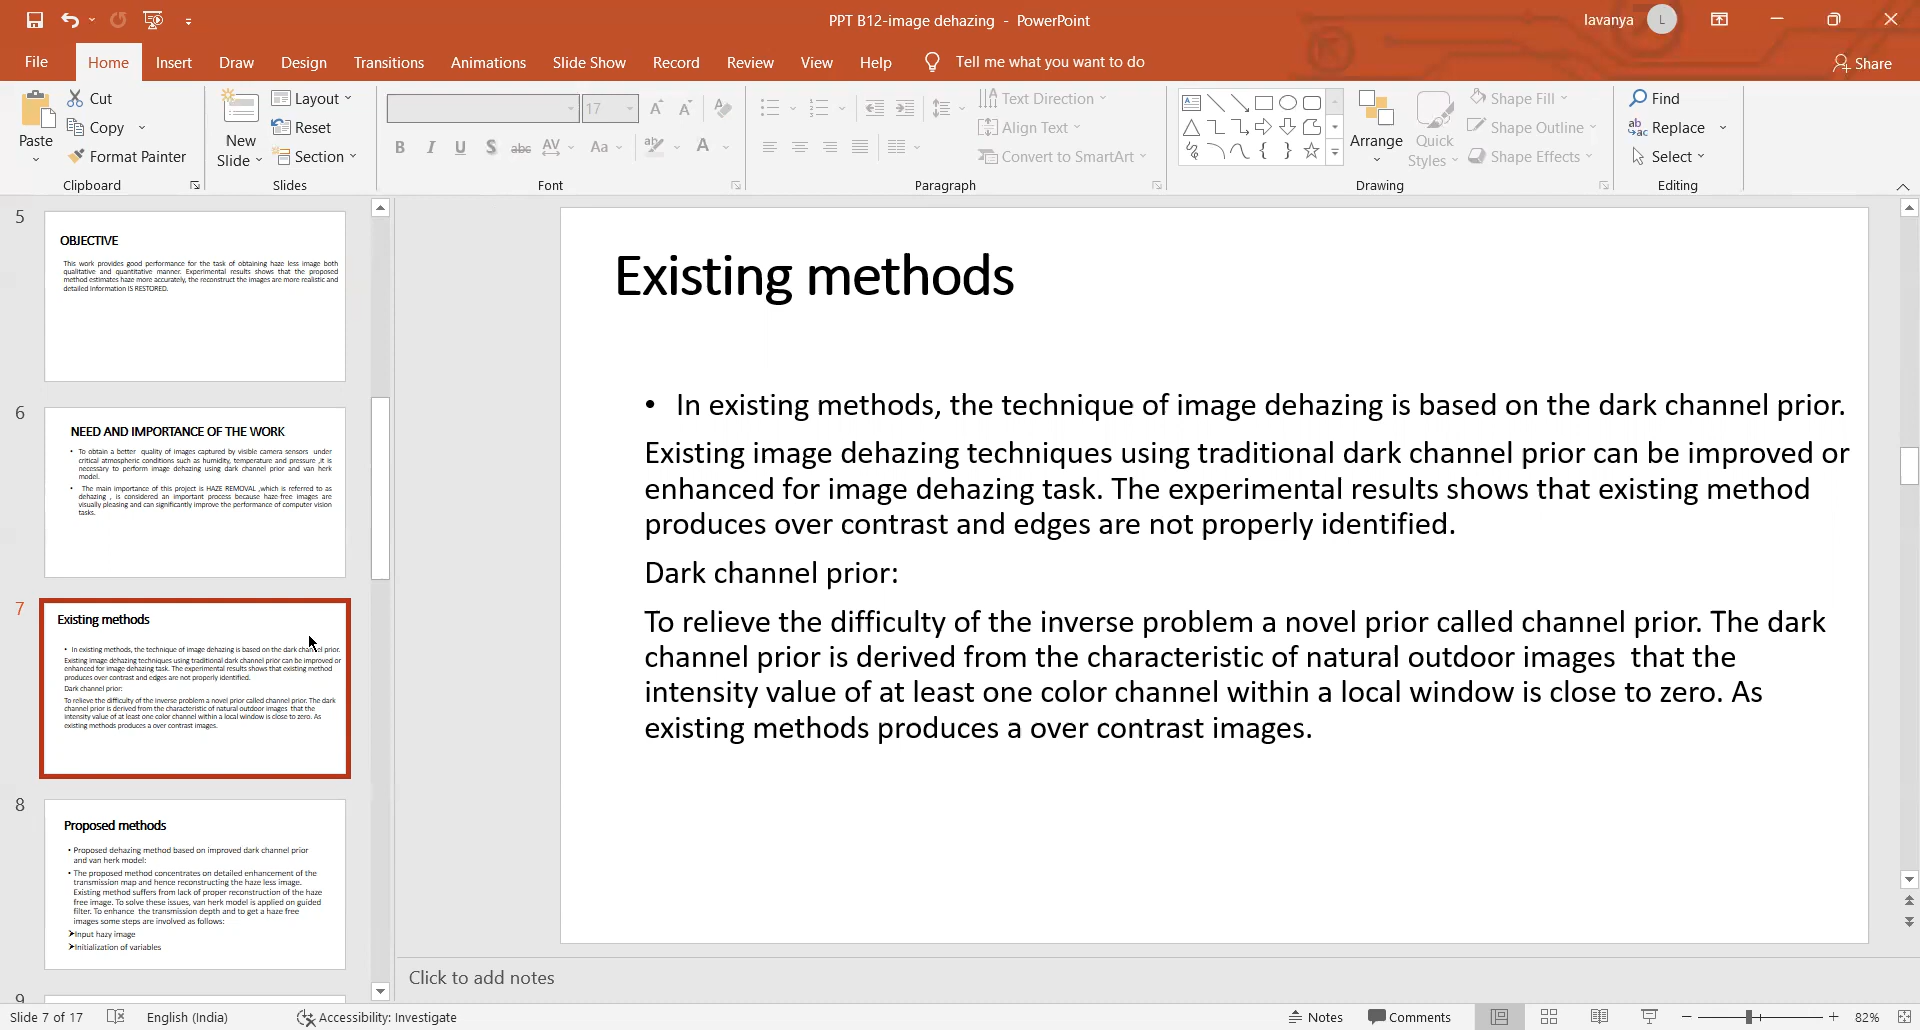 PPT B12-image dehazing - PowerPoint
lavanya
L
File Home Insert Draw Design Transitions Animations Slide Show Record Review View Help Tell me what you want to do
Share
Paste
Cut
Copy
Format Painter
Clipboard
New Slide
Layout
Reset
Section
Slides
17
B I U S abc AV Aa A
Font
Text Direction
Align Text
Convert to SmartArt
Paragraph
Arrange
Quick Styles
Shape Fill
Shape Outline
Shape Effects
Drawing
Find
Replace
Select
Editing
5
OBJECTIVE
This work provides good performance for the task of obtaining haze less image both
qualitative and quantitative manner. Experimental results shows that the proposed
method estimates haze more accurately, the reconstruct the images are more realistic and
detailed information IS RESTORED.
6
NEED AND IMPORTANCE OF THE WORK
• To obtain a better quality of images captured by visible camera sensors under
critical atmospheric conditions such as humidity, temperature and pressure ,it is
necessary to perform image dehazing using dark channel prior and van herk
model.
• The main importance of this project is HAZE REMOVAL ,which is referred to as
dehazing , is considered an important process because haze-free images are
visually pleasing and can significantly improve the performance of computer vision
tasks.
7
Existing methods
• In existing methods, the technique of image dehazing is based on the dark channel prior.
Existing image dehazing techniques using traditional dark channel prior can be improved or
enhanced for image dehazing task. The experimental results shows that existing method
produces over contrast and edges are not properly identified.
Dark channel prior:
To relieve the difficulty of the inverse problem a novel prior called channel prior. The dark
channel prior is derived from the characteristic of natural outdoor images that the
intensity value of at least one color channel within a local window is close to zero. As
existing methods produces a over contrast images.
8
Proposed methods
• Proposed dehazing method based on improved dark channel prior
and van herk model:
• The proposed method concentrates on detailed enhancement of the
transmission map and hence reconstructing the haze less image.
Existing method suffers from lack of proper reconstruction of the haze
free image. To solve these issues, van herk model is applied on guided
filter. To enhance the transmission depth and to get a haze free
images some steps are involved as follows:
➤Input hazy image
➤Initialization of variables
9
Existing methods
• In existing methods, the technique of image dehazing is based on the dark channel prior.
Existing image dehazing techniques using traditional dark channel prior can be improved or
enhanced for image dehazing task. The experimental results shows that existing method
produces over contrast and edges are not properly identified.
Dark channel prior:
To relieve the difficulty of the inverse problem a novel prior called channel prior. The dark
channel prior is derived from the characteristic of natural outdoor images that the
intensity value of at least one color channel within a local window is close to zero. As
existing methods produces a over contrast images.
Click to add notes
Slide 7 of 17
English (India)
Accessibility: Investigate
Notes
Comments
82%